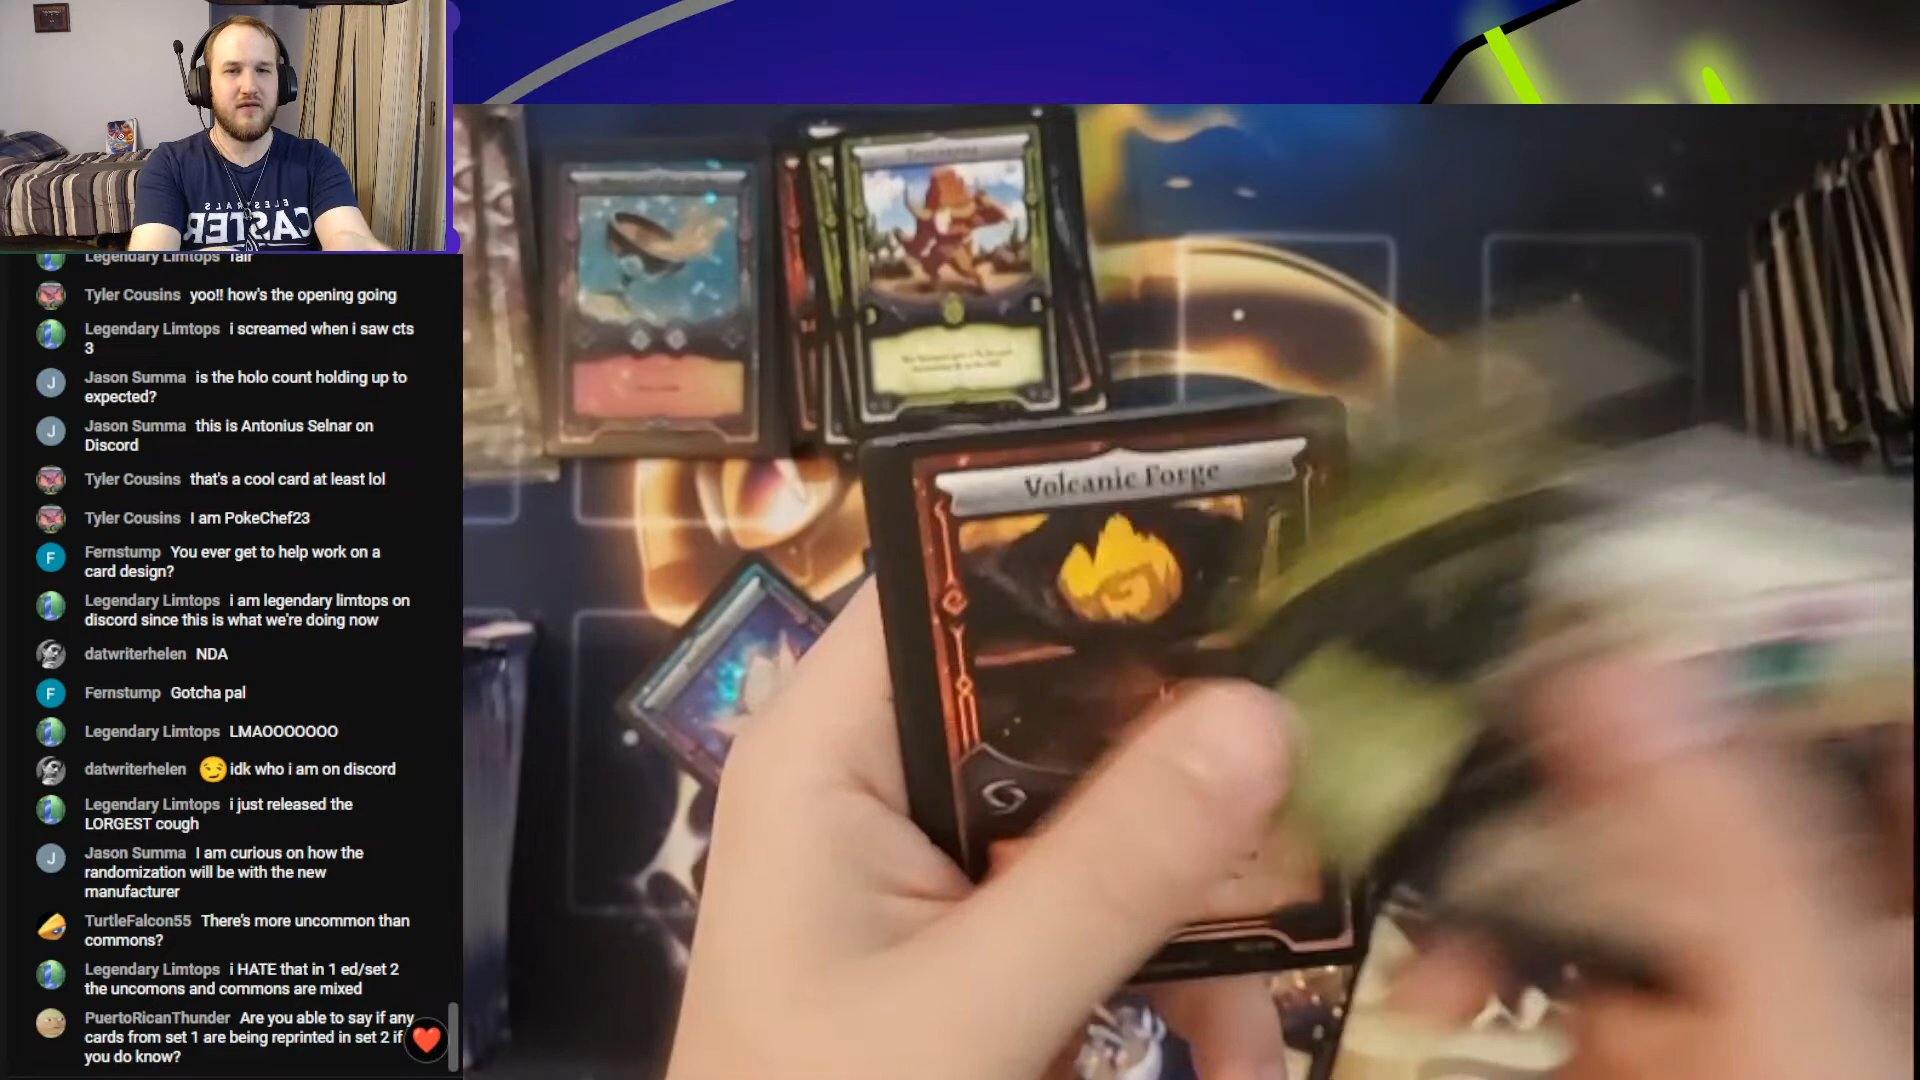 ELESTRALS
CASTER
Legendary Limtops fair
Tyler Cousins yoo!! how's the opening going
Legendary Limtops i screamed when i saw cts
3
Jason Summa is the holo count holding up to
expected?
Jason Summa this is Antonius Selnar on
Discord
Tyler Cousins that's a cool card at least lol
Tyler Cousins I am PokeChef23
F Fernstump You ever get to help work on a
card design?
Legendary Limtops i am legendary limtops on
discord since this is what we're doing now
datwriterhelen NDA
F Fernstump Gotcha pal
Legendary Limtops LMAOOOOOOO
datwriterhelen 😏idk who i am on discord
Legendary Limtops i just released the
LORGEST cough
J Jason Summa I am curious on how the
randomization will be with the new
manufacturer
TurtleFalcon55 There's more uncommon than
commons?
Legendary Limtops i HATE that in 1 ed/set 2
the uncomons and commons are mixed
PuertoRicanThunder Are you able to say if any
cards from set 1 are being reprinted in set 2 if
you do know?
Volcanic Forge